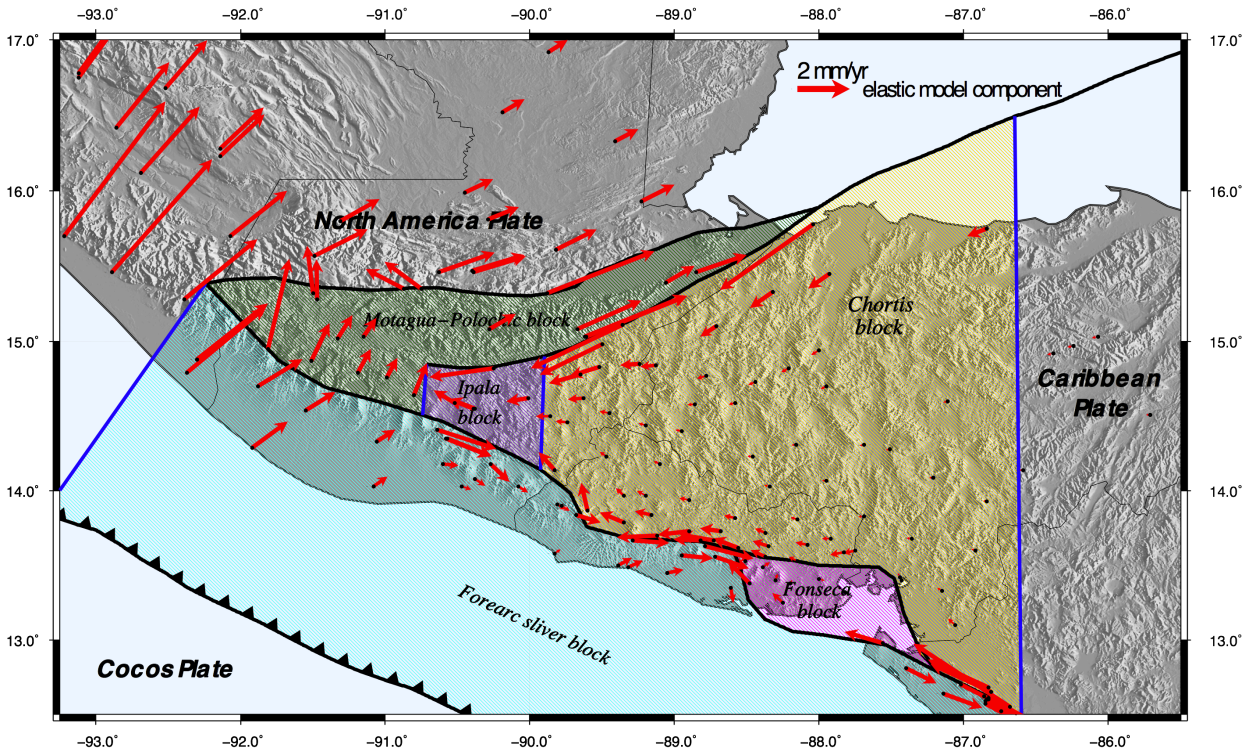 −93.0° −92.0° −91.0° −90.0° −89.0° −88.0° −87.0° −86.0°
17.0° 17.0°
2 mm/yr
elastic model component
16.0° 16.0°
North America Plate
Chortis
block
Motagua−Polochic block
15.0° 15.0°
Ipala
block
Caribbean
Plate
14.0° 14.0°
Fonseca
block
Forearc sliver block
13.0° 13.0°
Cocos Plate
−93.0° −92.0° −91.0° −90.0° −89.0° −88.0° −87.0° −86.0°